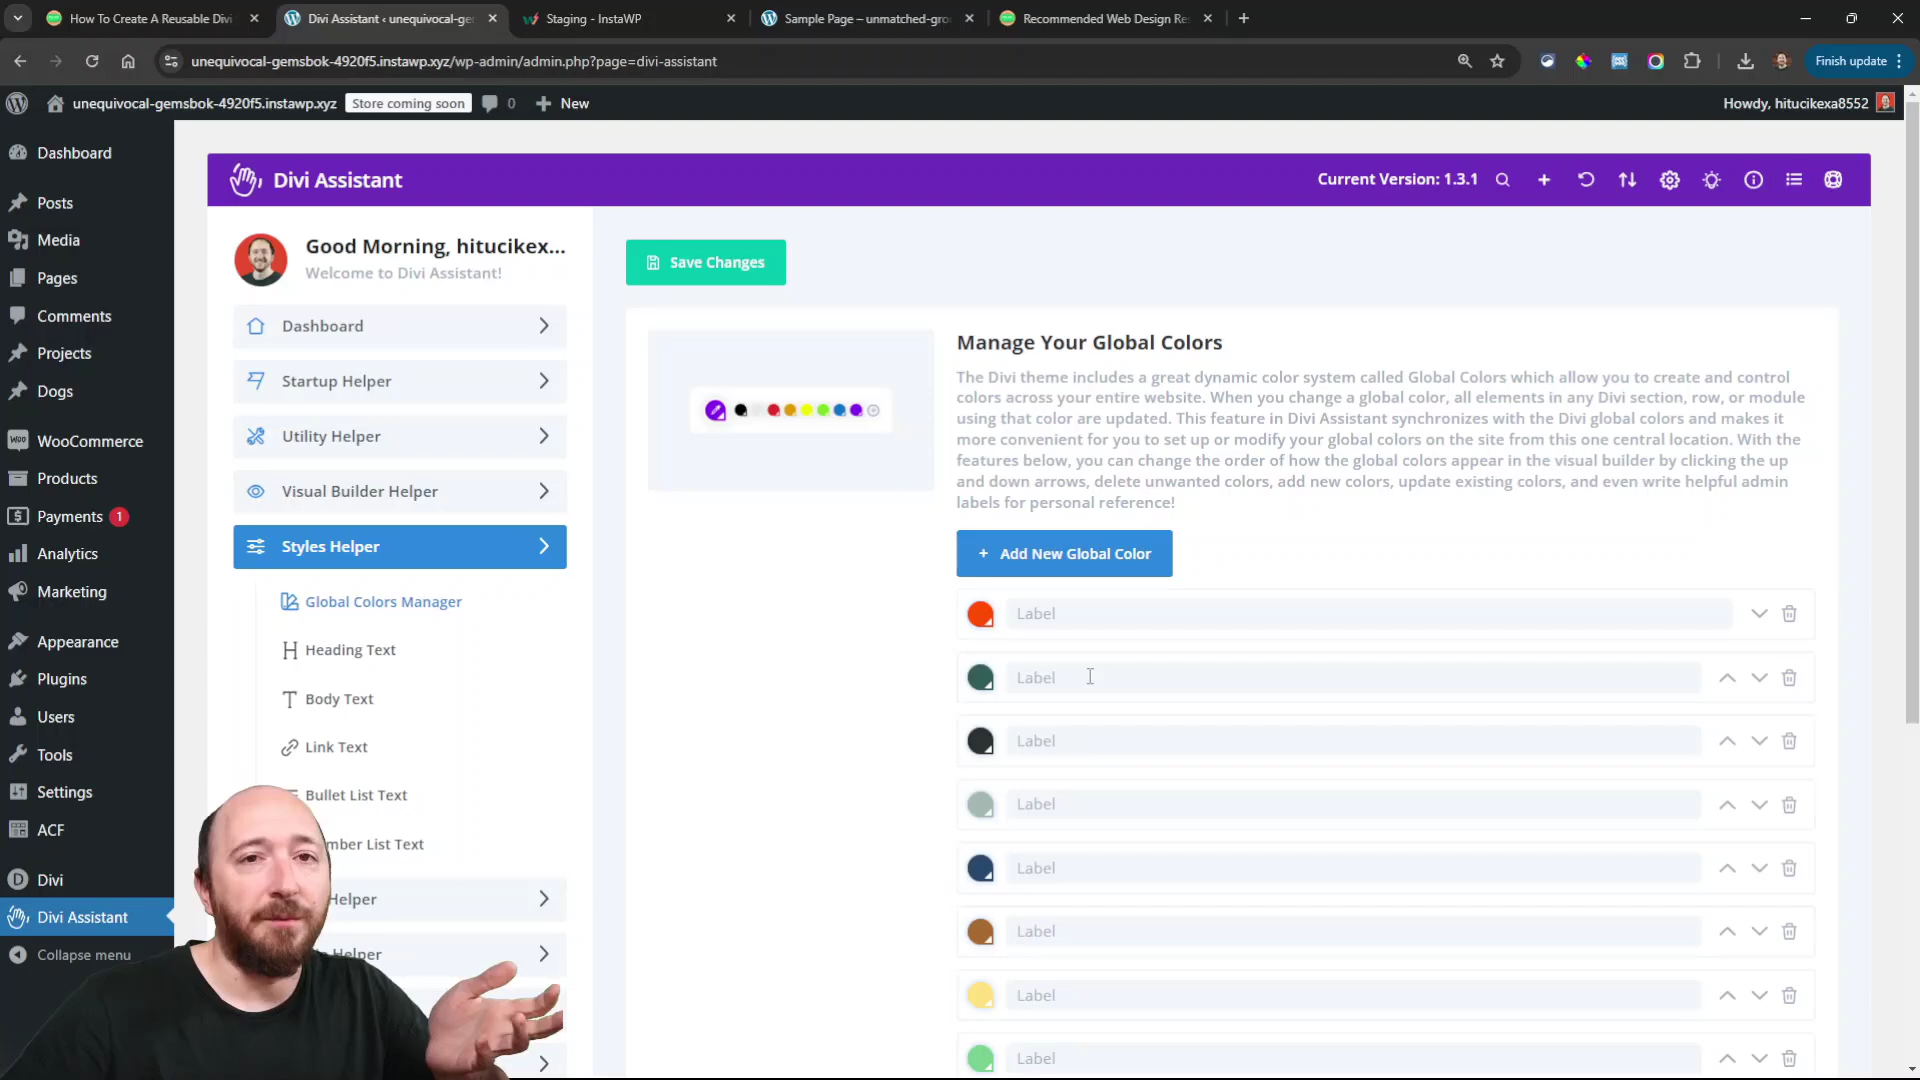 How To Create A Reusable Divi
Divi Assistant ‹ unequivocal-ge
Staging - InstaWP
Sample Page – unmatched-gro
Recommended Web Design Re
unequivocal-gemsbok-4920f5.instawp.xyz/wp-admin/admin.php?page=divi-assistant
Finish update
unequivocal-gemsbok-4920f5.instawp.xyz
Store coming soon
0
New
Howdy, hitucikexa8552
Dashboard
Posts
Media
Pages
Comments
Projects
Dogs
WooCommerce
Products
Payments 1
Analytics
Marketing
Appearance
Plugins
Users
Tools
Settings
ACF
Divi
Divi Assistant
Collapse menu
Divi Assistant
Current Version: 1.3.1
Good Morning, hitucikex...
Welcome to Divi Assistant!
Dashboard
Startup Helper
Utility Helper
Visual Builder Helper
Styles Helper
Global Colors Manager
Heading Text
Body Text
Link Text
Bullet List Text
mber List Text
Helper
Helper
Save Changes
Manage Your Global Colors
The Divi theme includes a great dynamic color system called Global Colors which allow you to create and control
colors across your entire website. When you change a global color, all elements in any Divi section, row, or module
using that color are updated. This feature in Divi Assistant synchronizes with the Divi global colors and makes it
more convenient for you to set up or modify your global colors on the site from this one central location. With the
features below, you can change the order of how the global colors appear in the visual builder by clicking the up
and down arrows, delete unwanted colors, add new colors, update existing colors, and even write helpful admin
labels for personal reference!
+ Add New Global Color
Label
Label
Label
Label
Label
Label
Label
Label